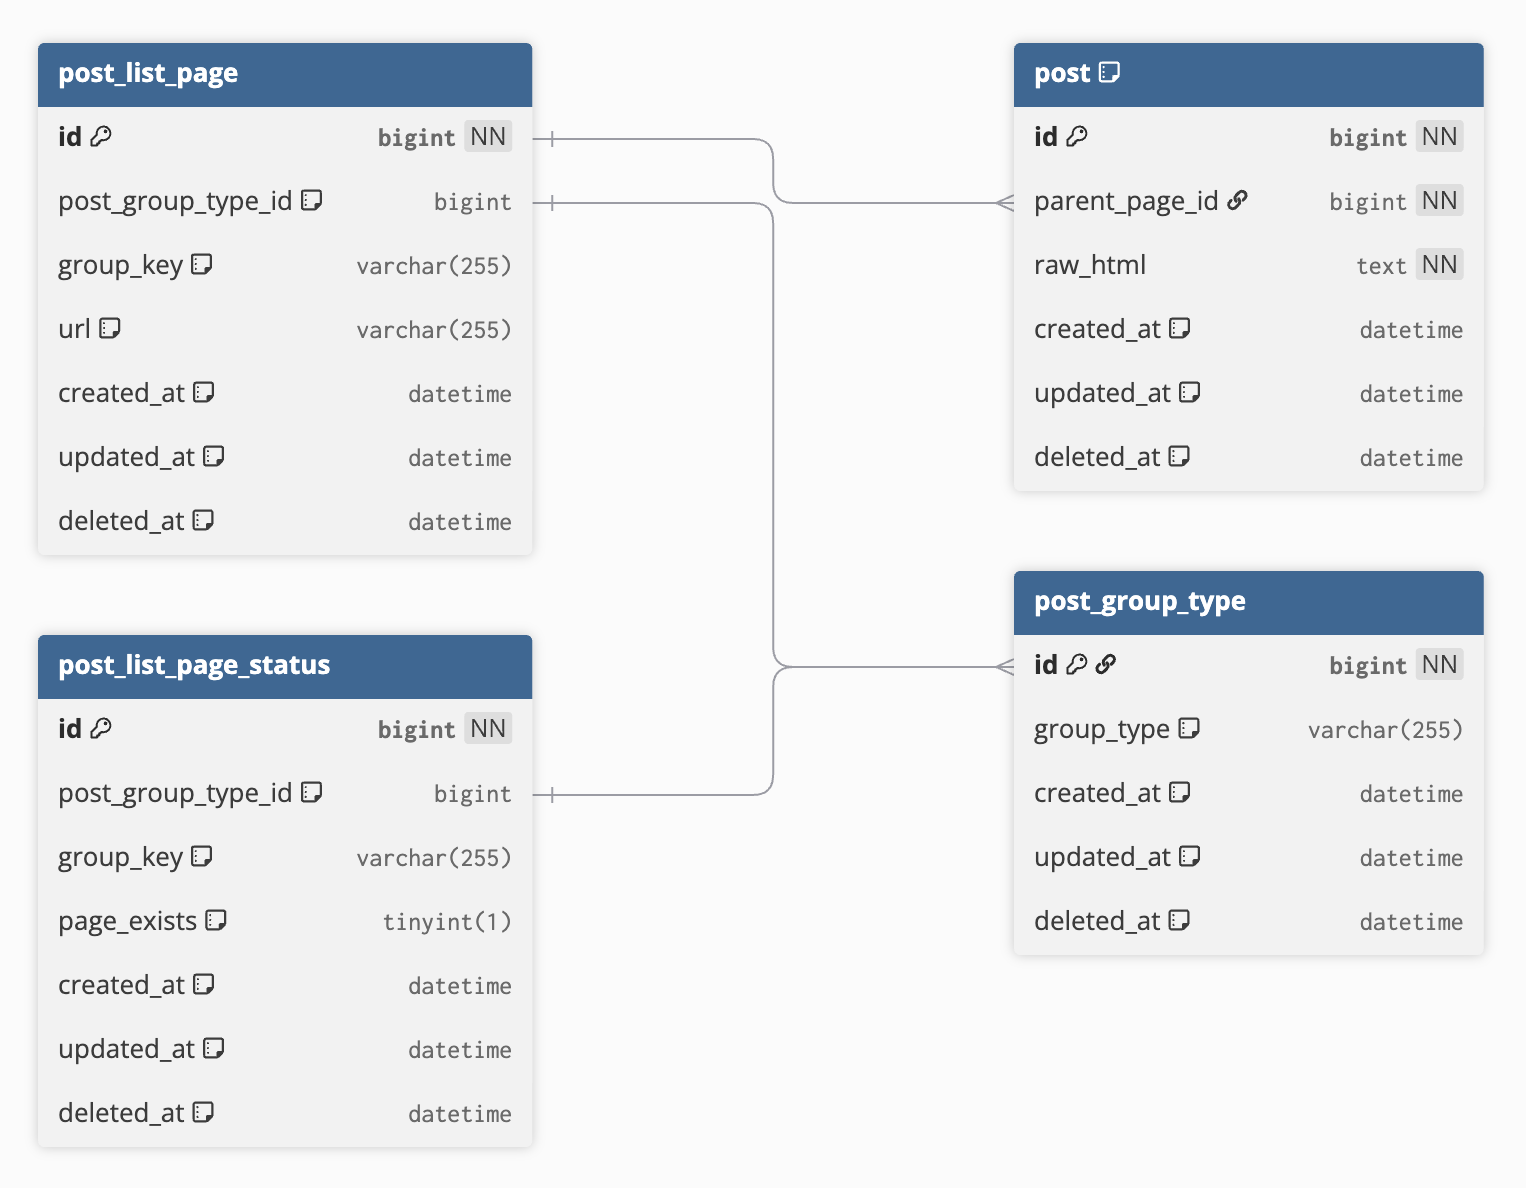 post_list_page
id bigint NN
post_group_type_id bigint
group_key varchar(255)
url varchar(255)
created_at datetime
updated_at datetime
deleted_at datetime
post
id bigint NN
parent_page_id bigint NN
raw_html text NN
created_at datetime
updated_at datetime
deleted_at datetime
post_list_page_status
id bigint NN
post_group_type_id bigint
group_key varchar(255)
page_exists tinyint(1)
created_at datetime
updated_at datetime
deleted_at datetime
post_group_type
id bigint NN
group_type varchar(255)
created_at datetime
updated_at datetime
deleted_at datetime